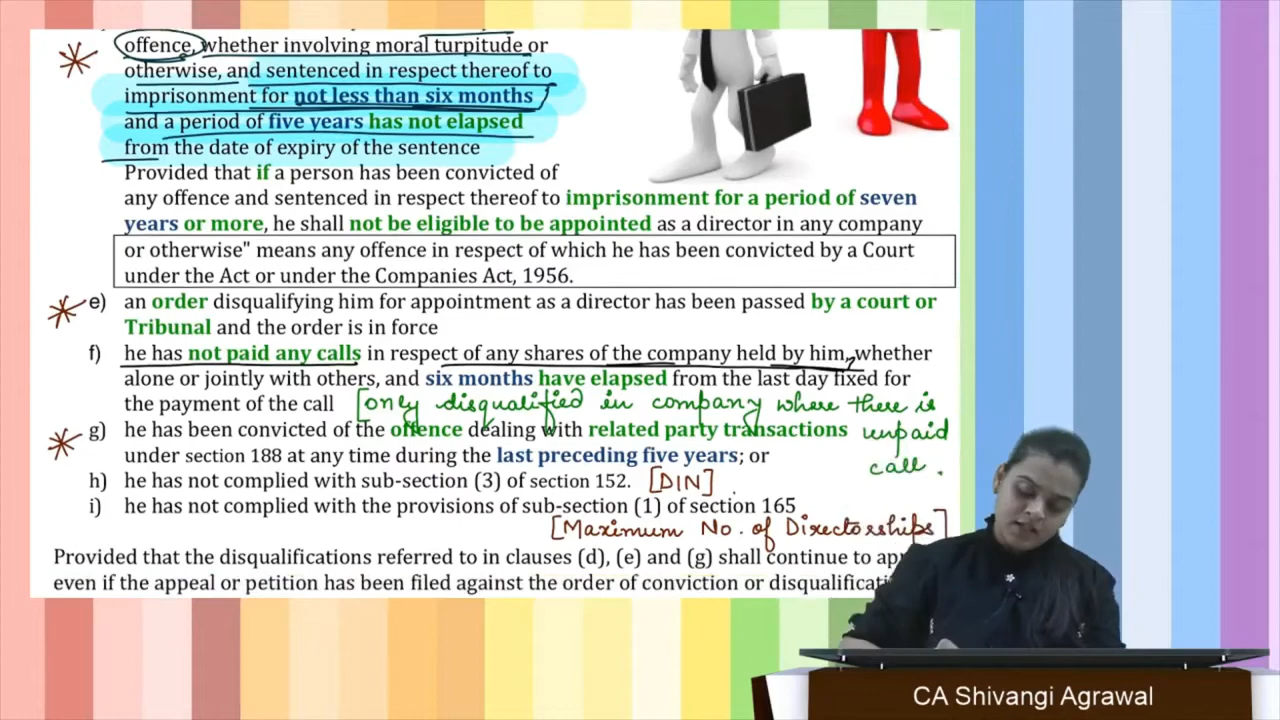 offence, whether involving moral turpitude or
otherwise, and sentenced in respect thereof to
imprisonment for not less than six months
and a period of five years has not elapsed
from the date of expiry of the sentence
Provided that if a person has been convicted of
any offence and sentenced in respect thereof to imprisonment for a period of seven
years or more, he shall not be eligible to be appointed as a director in any company
or otherwise" means any offence in respect of which he has been convicted by a Court
under the Act or under the Companies Act, 1956.
e) an order disqualifying him for appointment as a director has been passed by a court or
Tribunal and the order is in force
f) he has not paid any calls in respect of any shares of the company held by him, whether
alone or jointly with others, and six months have elapsed from the last day fixed for
the payment of the call [only disqualified in company where there is
unpaid
call.
g) he has been convicted of the offence dealing with related party transactions
under section 188 at any time during the last preceding five years; or
h) he has not complied with sub-section (3) of section 152. [DIN]
i) he has not complied with the provisions of sub-section (1) of section 165
[Maximum No. of Directorships]
Provided that the disqualifications referred to in clauses (d), (e) and (g) shall continue to
even if the appeal or petition has been filed against the order of conviction or
CA Shivangi Agrawal